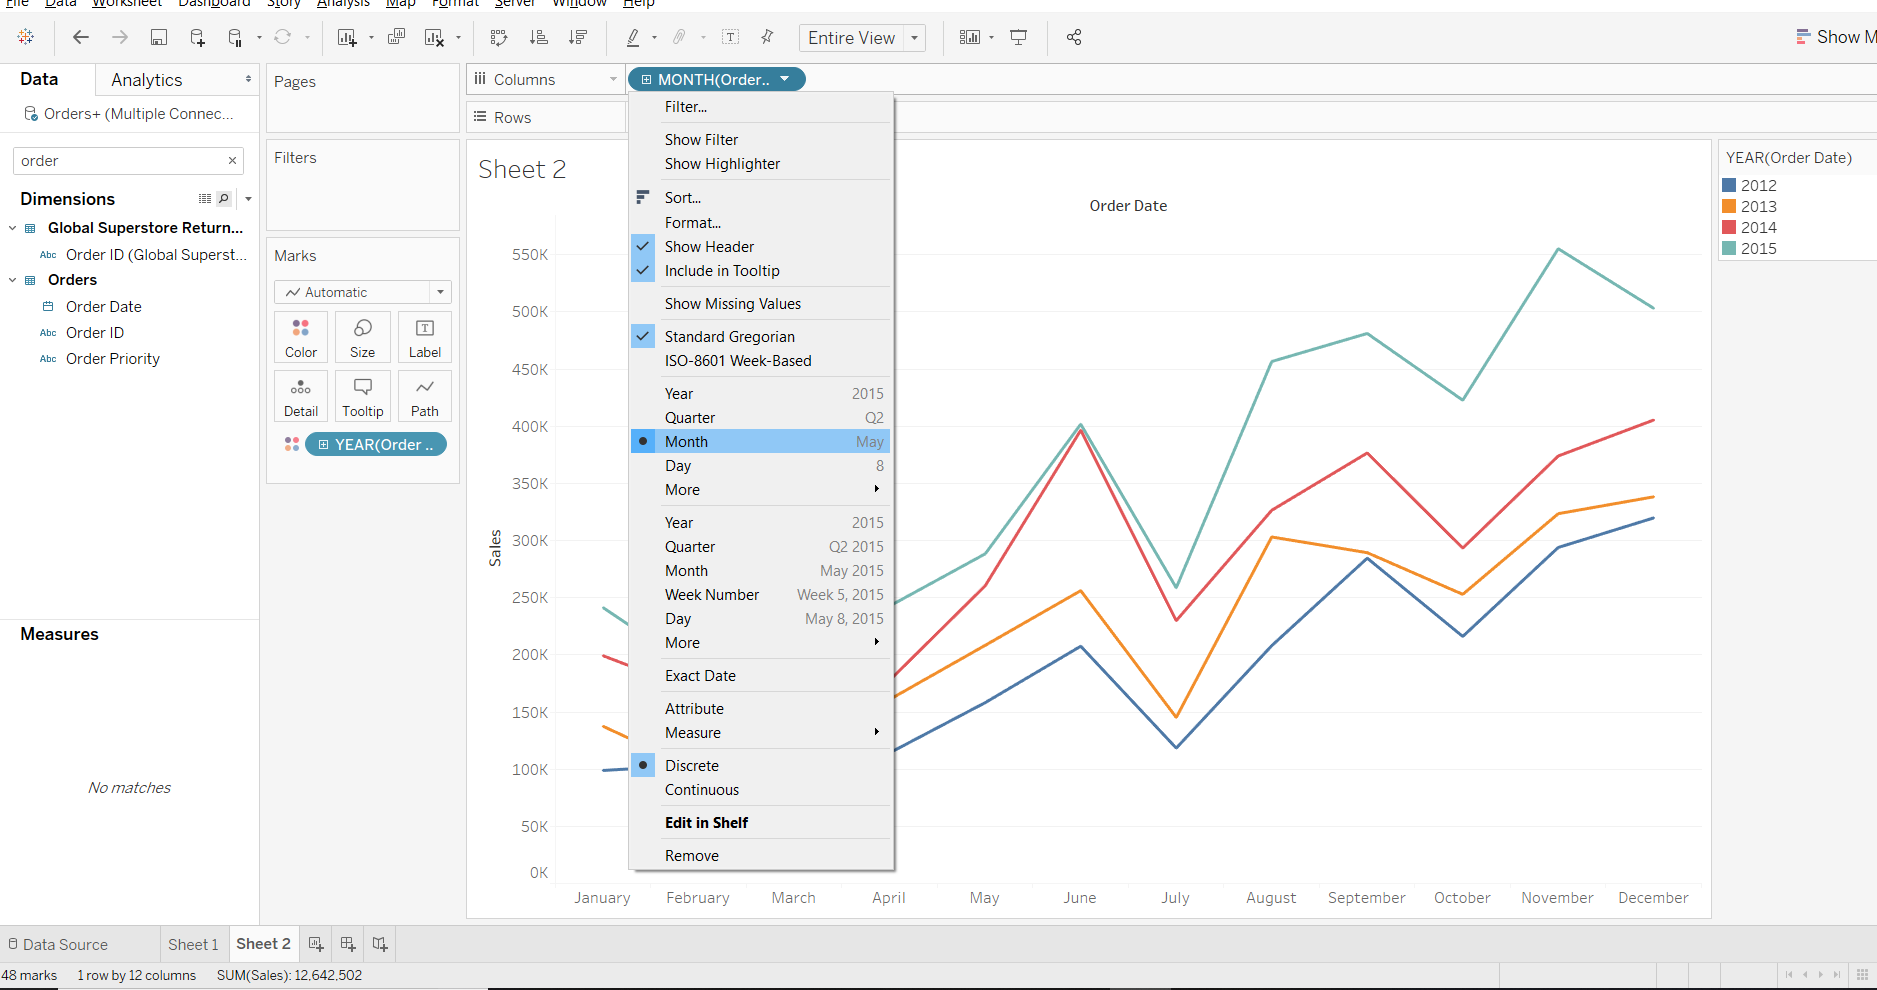 File Data Worksheet Dashboard Story Analysis Map Format Server Window Help
Entire View
Show M
Data
Analytics
Orders+ (Multiple Connec...
order
Dimensions
Global Superstore Return...
Abc Order ID (Global Superst...
Orders
Order Date
Abc Order ID
Abc Order Priority
Measures
No matches
Pages
Filters
Marks
Automatic
Color Size Label
Detail Tooltip Path
YEAR(Order ..
Columns
MONTH(Order..
Rows
Filter...
Show Filter
Show Highlighter
Sort...
Format...
Show Header
Include in Tooltip
Show Missing Values
Standard Gregorian
ISO-8601 Week-Based
Year 2015
Quarter Q2
Month May
Day 8
More
Year 2015
Quarter Q2 2015
Month May 2015
Week Number Week 5, 2015
Day May 8, 2015
More
Exact Date
Attribute
Measure
Discrete
Continuous
Edit in Shelf
Remove
Sheet 2
Order Date
Sales
550K
500K
450K
400K
350K
300K
250K
200K
150K
100K
50K
0K
January February March April May June July August September October November December
YEAR(Order Date)
2012
2013
2014
2015
Data Source Sheet 1 Sheet 2
48 marks 1 row by 12 columns SUM(Sales): 12,642,502